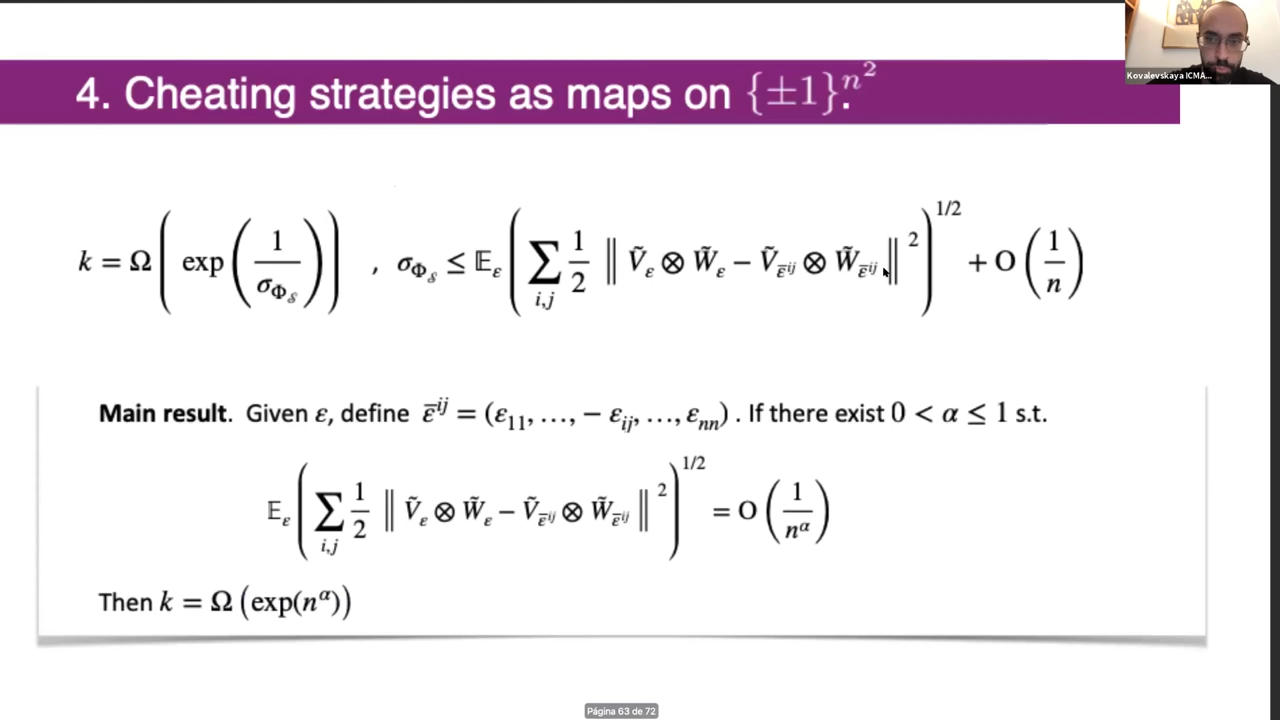 Kovalevskaya ICMA...
4. Cheating strategies as maps on {±1}^{n^2}.
k = Ω( exp( 1/σ_{Φ_𝒮} ) ) , σ_{Φ_𝒮} ≤ 𝔼_ε ( ∑_{i,j} 1/2 ‖ Ṽ_ε ⊗ W̃_ε − Ṽ_{ε̄^{ij}} ⊗ W̃_{ε̄^{ij}} ‖^2 )^{1/2} + O( 1/n )
Main result. Given ε, define ε̄^{ij} = (ε_{11}, …, − ε_{ij}, …, ε_{nn}) . If there exist 0 < α ≤ 1 s.t.
𝔼_ε ( ∑_{i,j} 1/2 ‖ Ṽ_ε ⊗ W̃_ε − Ṽ_{ε̄^{ij}} ⊗ W̃_{ε̄^{ij}} ‖^2 )^{1/2} = O( 1/n^α )
Then k = Ω (exp(n^α))
Página 63 de 72